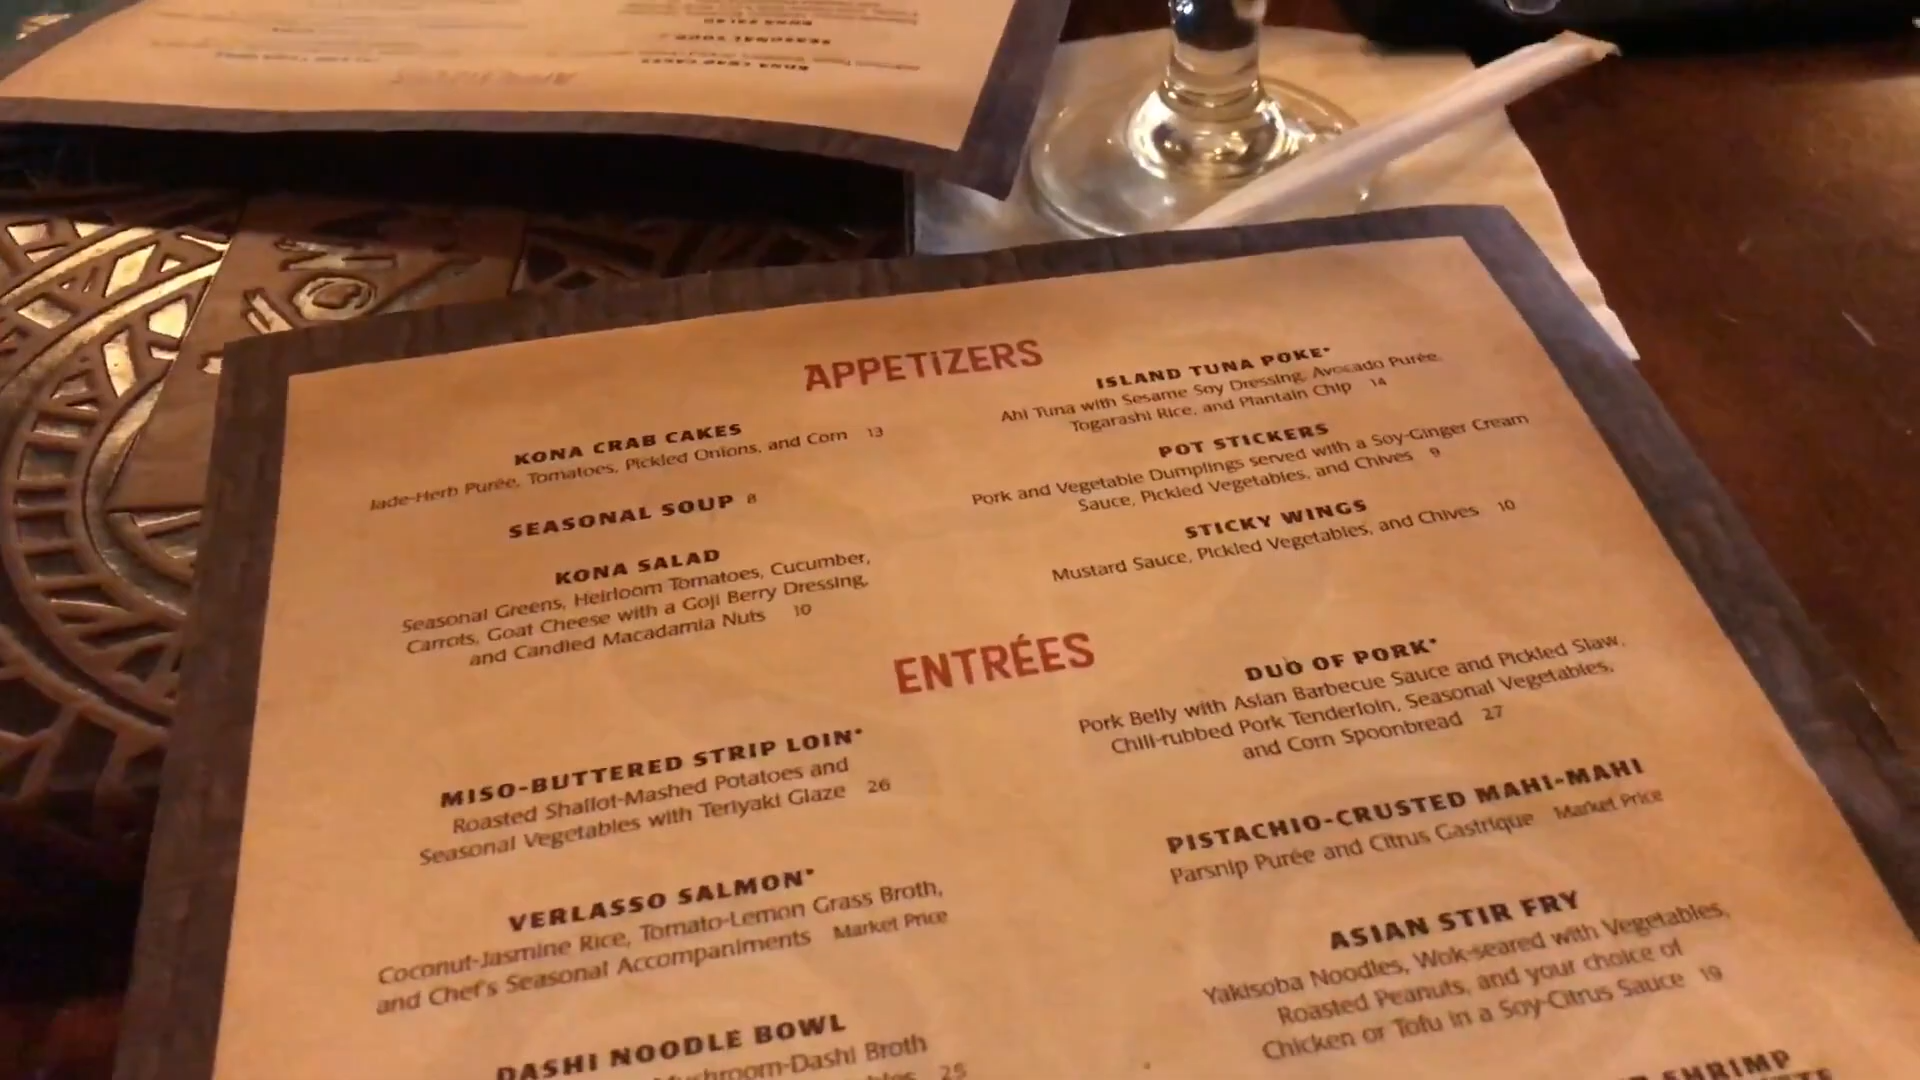 APPETIZERS
KONA CRAB CAKES
Jade-Herb Purée, Tomatoes, Pickled Onions, and Corn 13
SEASONAL SOUP 8
KONA SALAD
Seasonal Greens, Heirloom Tomatoes, Cucumber,
Carrots, Goat Cheese with a Goji Berry Dressing,
and Candied Macadamia Nuts 10
ISLAND TUNA POKE*
Ahi Tuna with Sesame Soy Dressing, Avocado Purée,
Togarashi Rice, and Plantain Chip 14
POT STICKERS
Pork and Vegetable Dumplings served with a Soy-Ginger Cream
Sauce, Pickled Vegetables, and Chives 9
STICKY WINGS
Mustard Sauce, Pickled Vegetables, and Chives 10
ENTRÉES
MISO-BUTTERED STRIP LOIN*
Roasted Shallot-Mashed Potatoes and
Seasonal Vegetables with Teriyaki Glaze 26
VERLASSO SALMON*
Coconut-Jasmine Rice, Tomato-Lemon Grass Broth,
and Chef's Seasonal Accompaniments Market Price
DASHI NOODLE BOWL
Mushroom-Dashi Broth
25
DUO OF PORK*
Pork Belly with Asian Barbecue Sauce and Pickled Slaw,
Chili-rubbed Pork Tenderloin, Seasonal Vegetables,
and Corn Spoonbread 27
PISTACHIO-CRUSTED MAHI-MAHI
Parsnip Purée and Citrus Gastrique Market Price
ASIAN STIR FRY
Yakisoba Noodles, Wok-seared with Vegetables,
Roasted Peanuts, and your choice of
Chicken or Tofu in a Soy-Citrus Sauce 19
SHRIMP